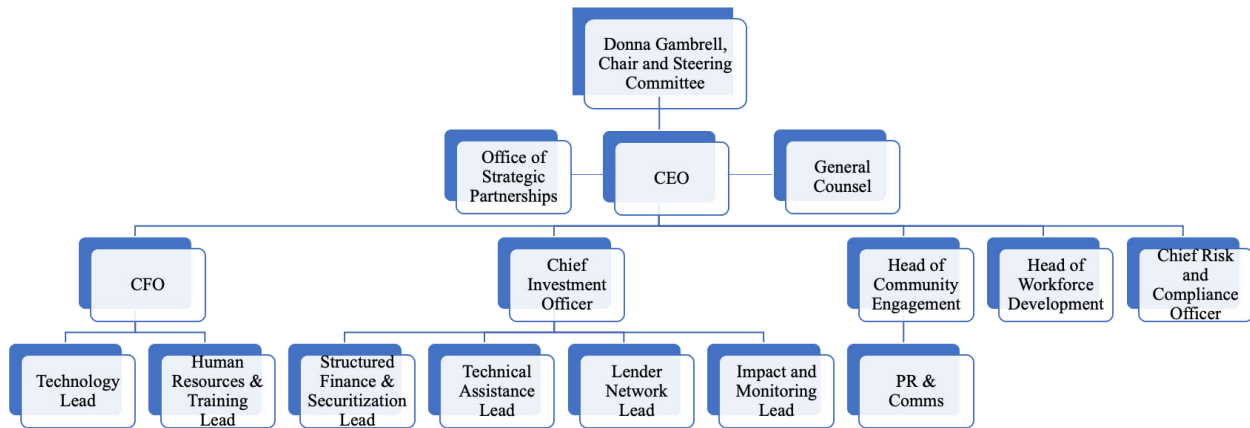 Donna Gambrell,
Chair and Steering
Committee
Office of
Strategic
Partnerships
CEO
General
Counsel
CFO
Chief
Investment
Officer
Head of
Community
Engagement
Head of
Workforce
Development
Chief Risk
and
Compliance
Officer
Technology
Lead
Human
Resources &
Training Lead
Structured
Finance &
Securitization
Lead
Technical
Assistance
Lead
Lender
Network
Lead
Impact and
Monitoring
Lead
PR &
Comms